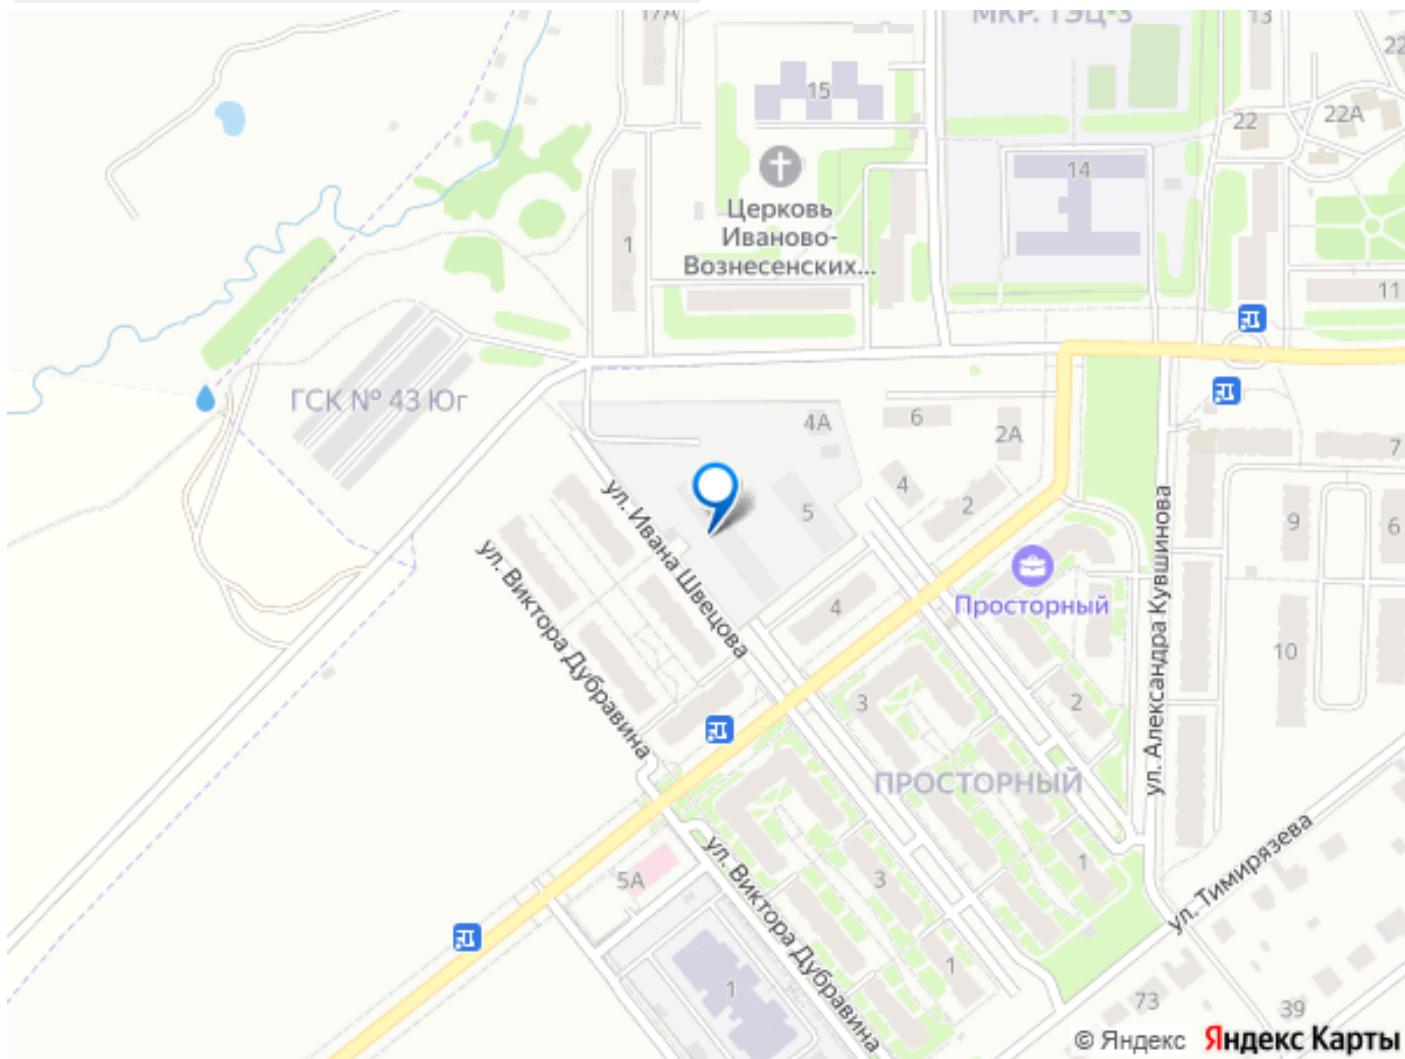 17А
МКР. ТЭЦ-3
13
22
15
22
22А
14
Церковь
Иваново-
Вознесенских...
1
11
ГСК № 43 Юг
4А
6
2А
7
4
2
5
9
6
ул. Ивана Швецова
ул. Виктора Дубравина
ул. Александра Кувшинова
Просторный
4
10
3
2
ПРОСТОРНЫЙ
ул. Тимирязева
1
5А
3
ул. Виктора Дубравина
1
1
73
39
© Яндекс Яндекс Карты